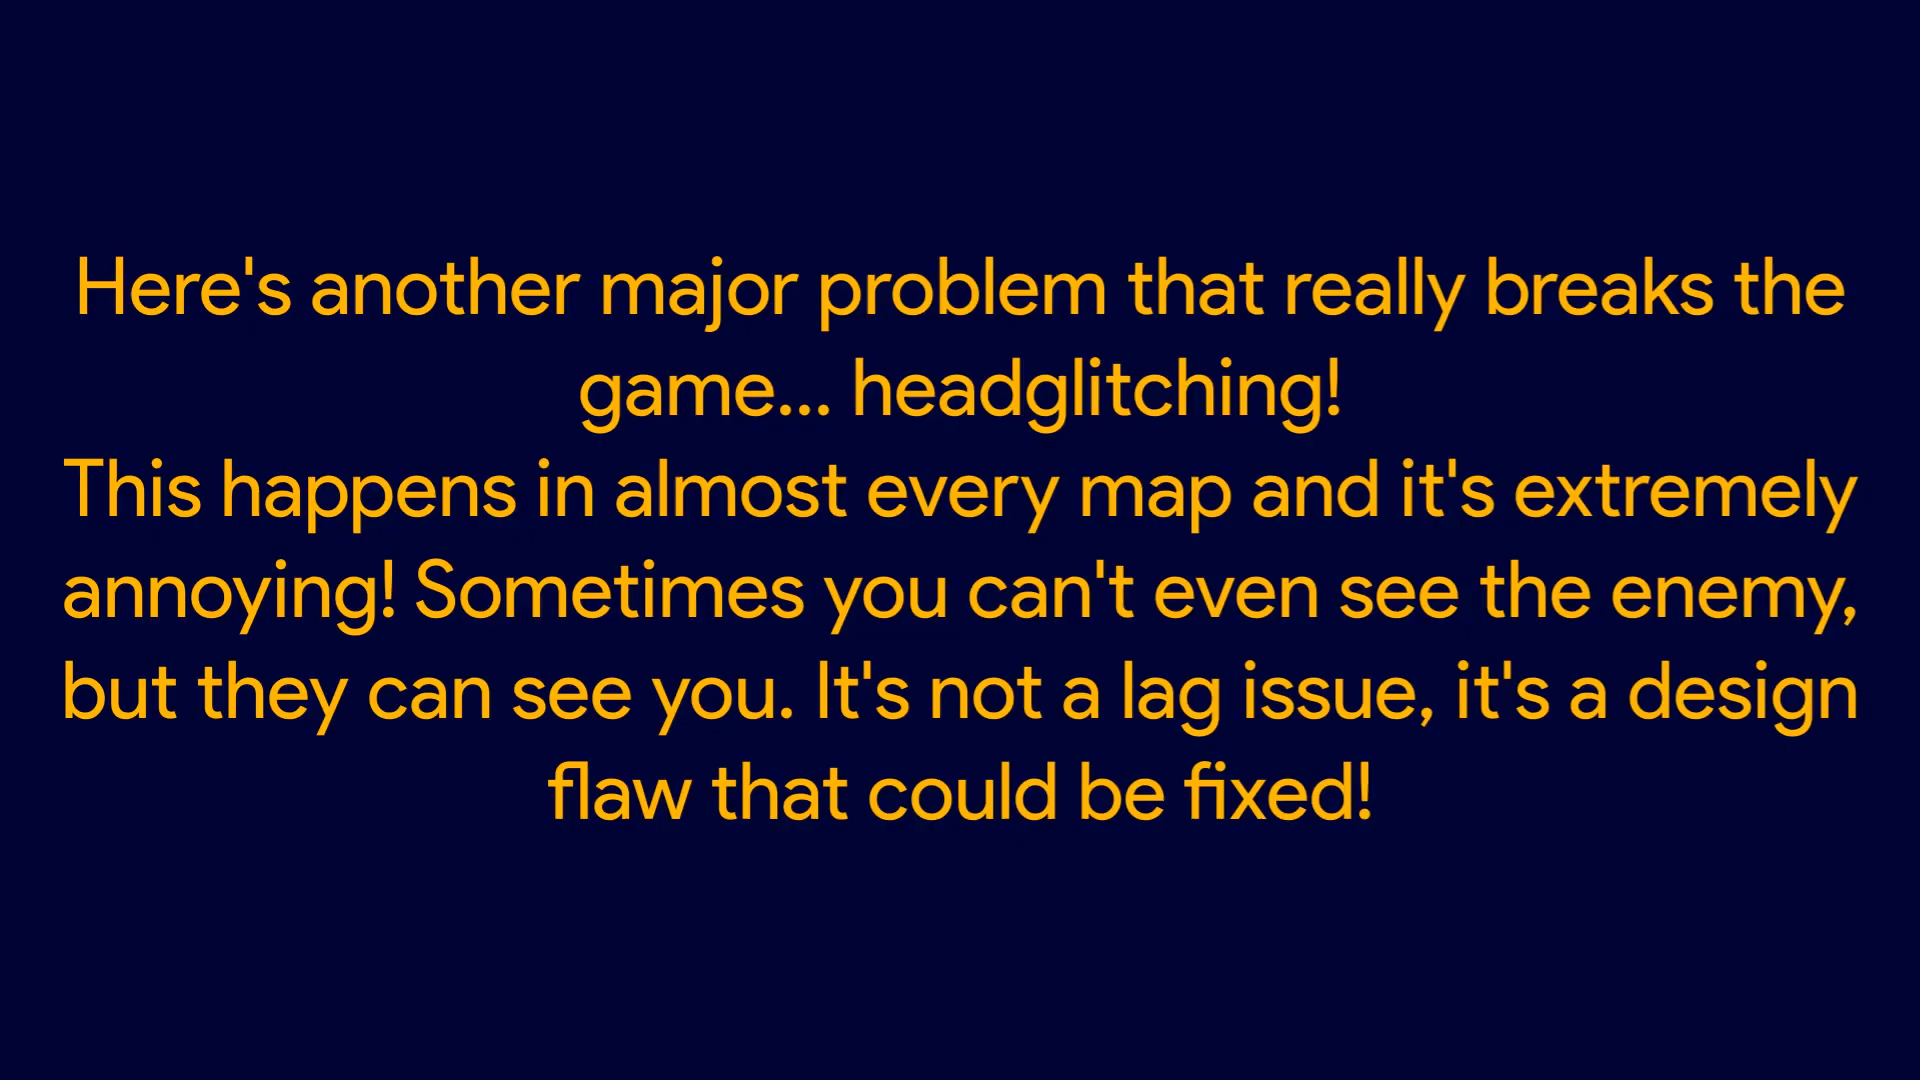 Here's another major problem that really breaks the
game... headglitching!
This happens in almost every map and it's extremely
annoying! Sometimes you can't even see the enemy,
but they can see you. It's not a lag issue, it's a design
flaw that could be fixed!